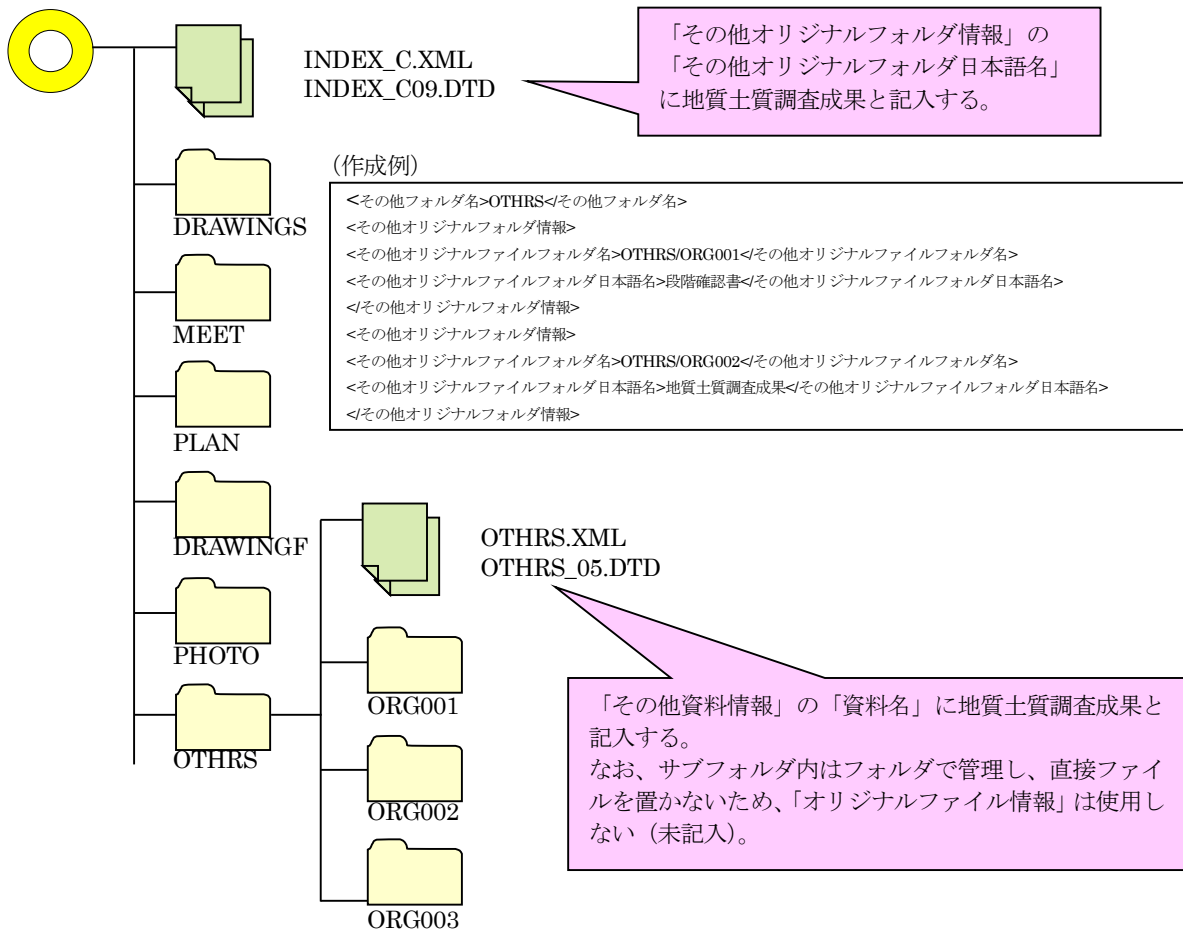 INDEX_C.XML
INDEX_C09.DTD
「その他オリジナルフォルダ情報」の
「その他オリジナルフォルダ日本語名」
に地質土質調査成果と記入する。
(作成例)
<その他フォルダ名>OTHRS</その他フォルダ名>
<その他オリジナルフォルダ情報>
<その他オリジナルファイルフォルダ名>OTHRS/ORG001</その他オリジナルファイルフォルダ名>
<その他オリジナルファイルフォルダ日本語名>段階確認書</その他オリジナルファイルフォルダ日本語名>
</その他オリジナルフォルダ情報>
<その他オリジナルフォルダ情報>
<その他オリジナルファイルフォルダ名>OTHRS/ORG002</その他オリジナルファイルフォルダ名>
<その他オリジナルファイルフォルダ日本語名>地質土質調査成果</その他オリジナルファイルフォルダ日本語名>
</その他オリジナルフォルダ情報>
DRAWINGS
MEET
PLAN
DRAWINGF
PHOTO
OTHRS
OTHRS.XML
OTHRS_05.DTD
ORG001
ORG002
ORG003
「その他資料情報」の「資料名」に地質土質調査成果と
記入する。
なお、サブフォルダ内はフォルダで管理し、直接ファイ
ルを置かないため、「オリジナルファイル情報」は使用し
ない（未記入）。